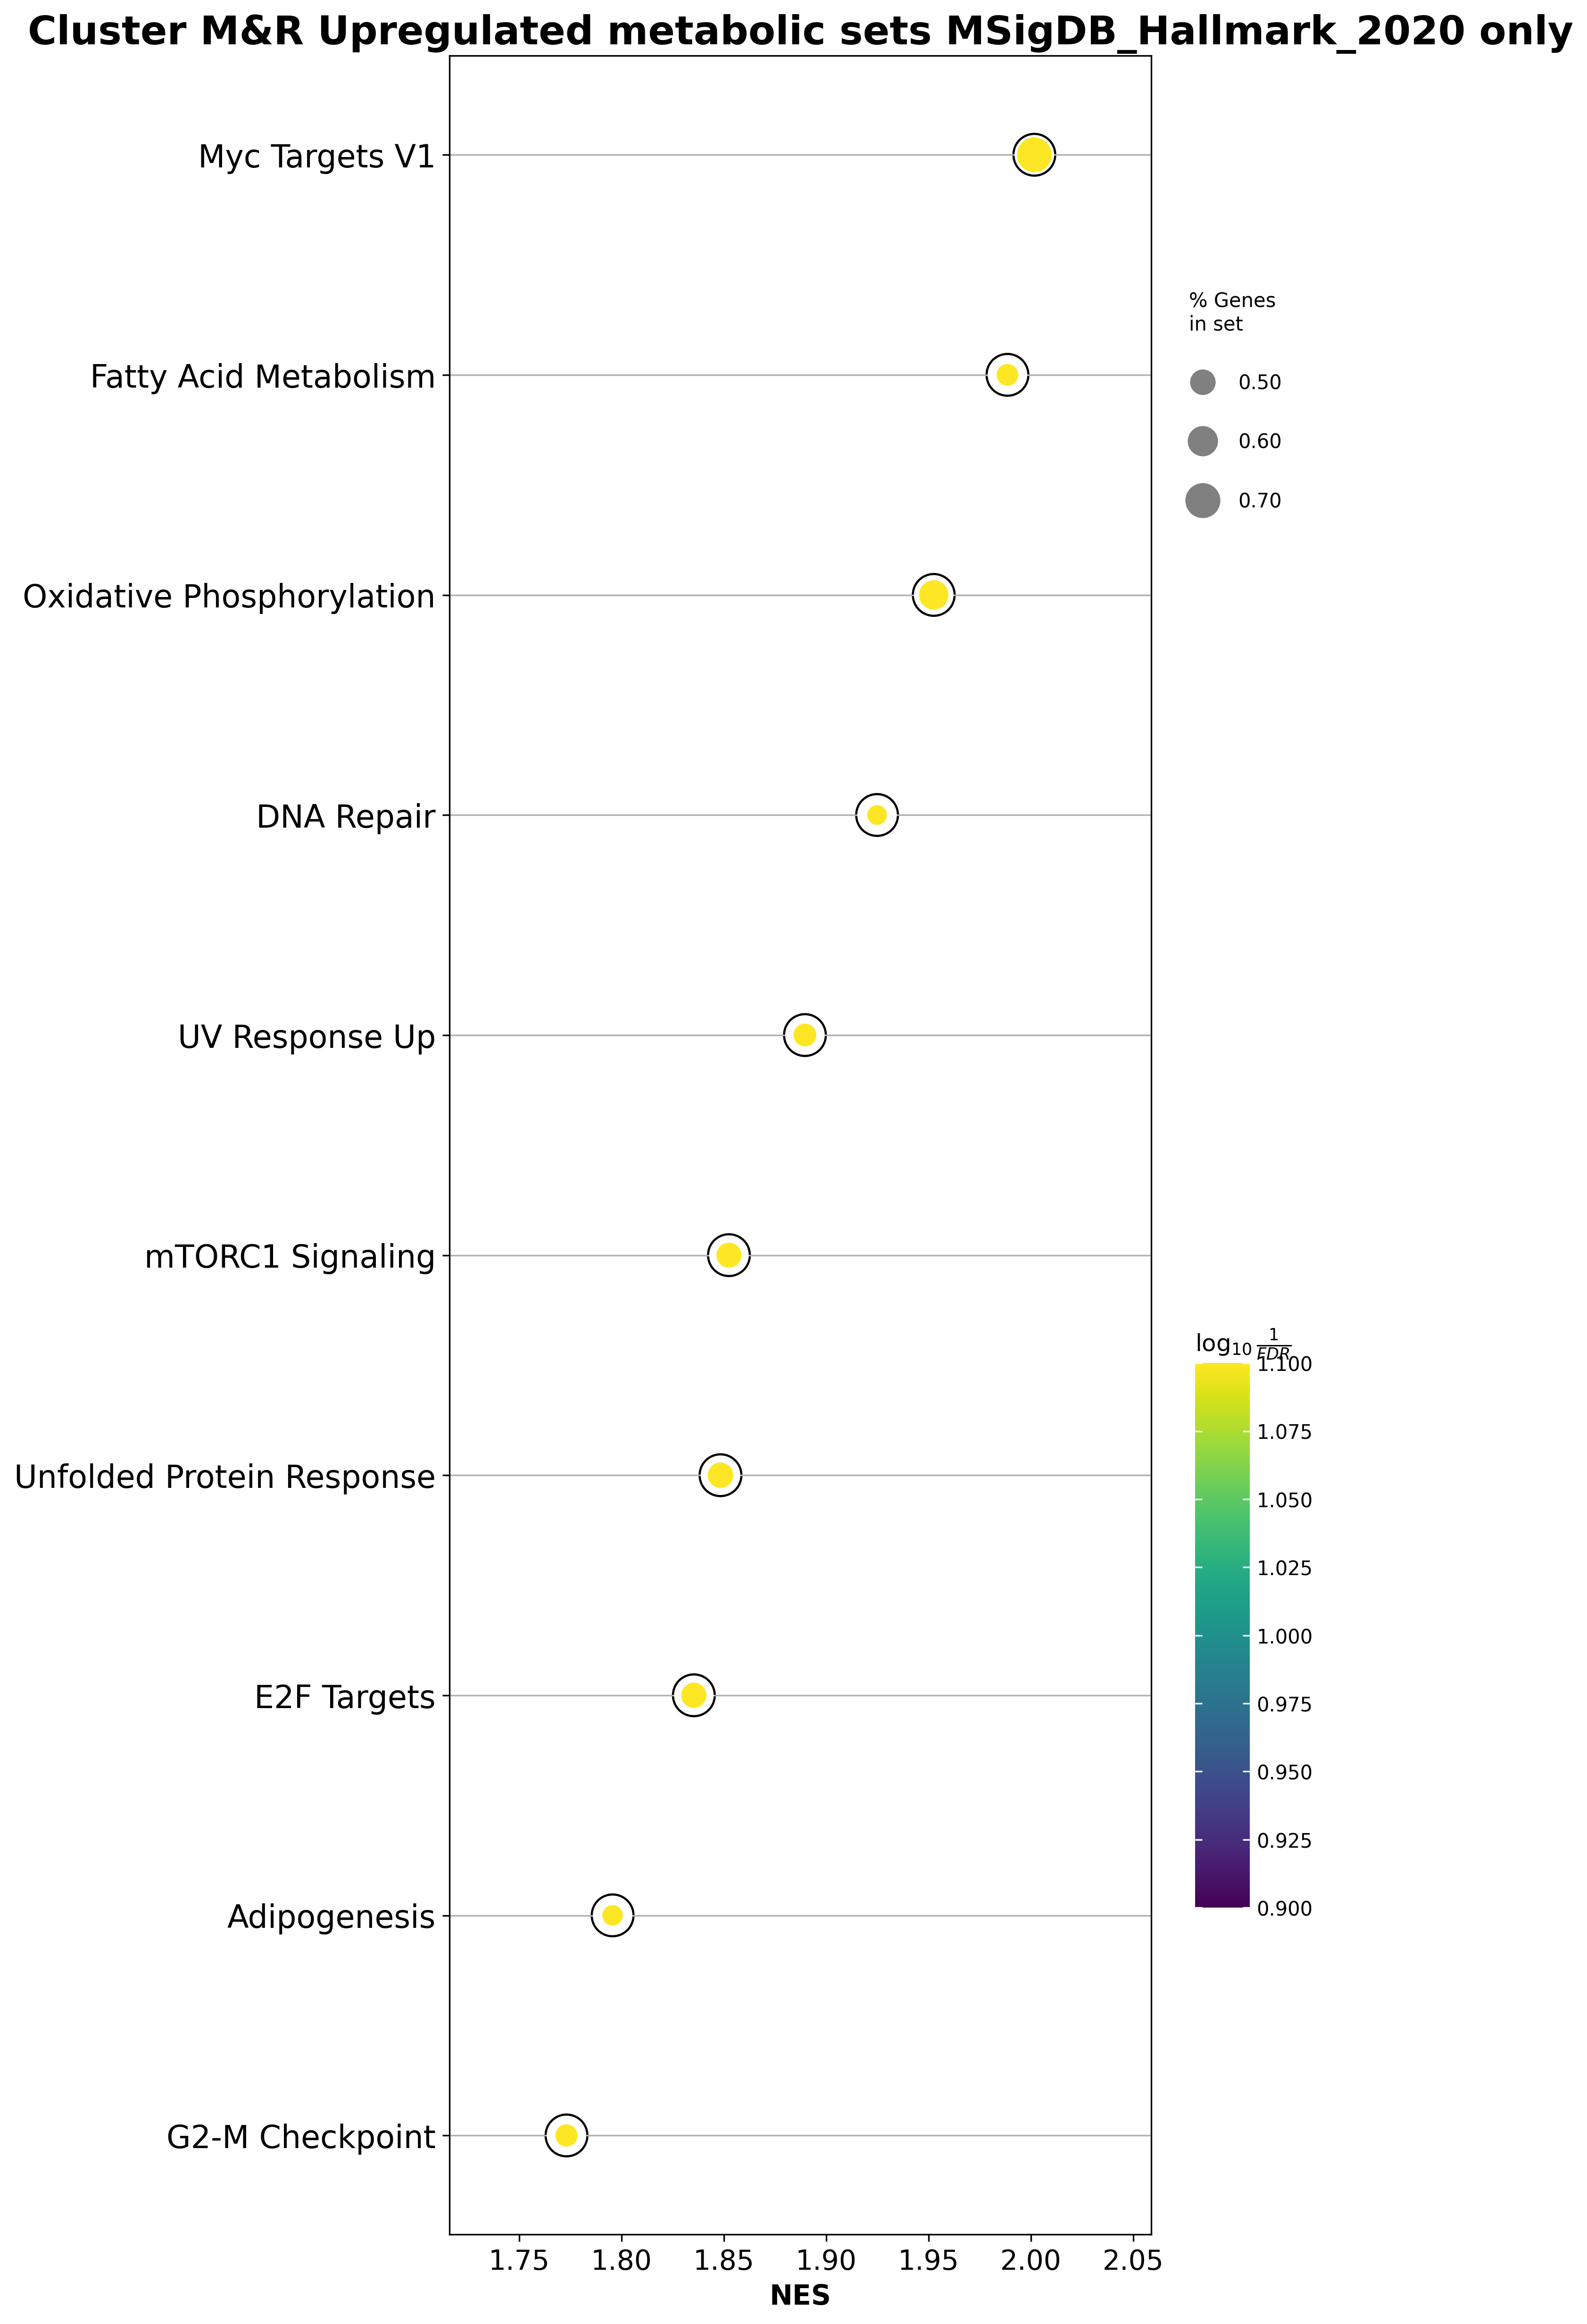 Cluster M&R Upregulated metabolic sets MSigDB_Hallmark_2020 only
Myc Targets V1
Fatty Acid Metabolism
Oxidative Phosphorylation
DNA Repair
UV Response Up
mTORC1 Signaling
Unfolded Protein Response
E2F Targets
Adipogenesis
G2-M Checkpoint
1.75 1.80 1.85 1.90 1.95 2.00 2.05
NES
% Genes
in set
0.50
0.60
0.70
log₁₀ 1/FDR
1.100
1.075
1.050
1.025
1.000
0.975
0.950
0.925
0.900